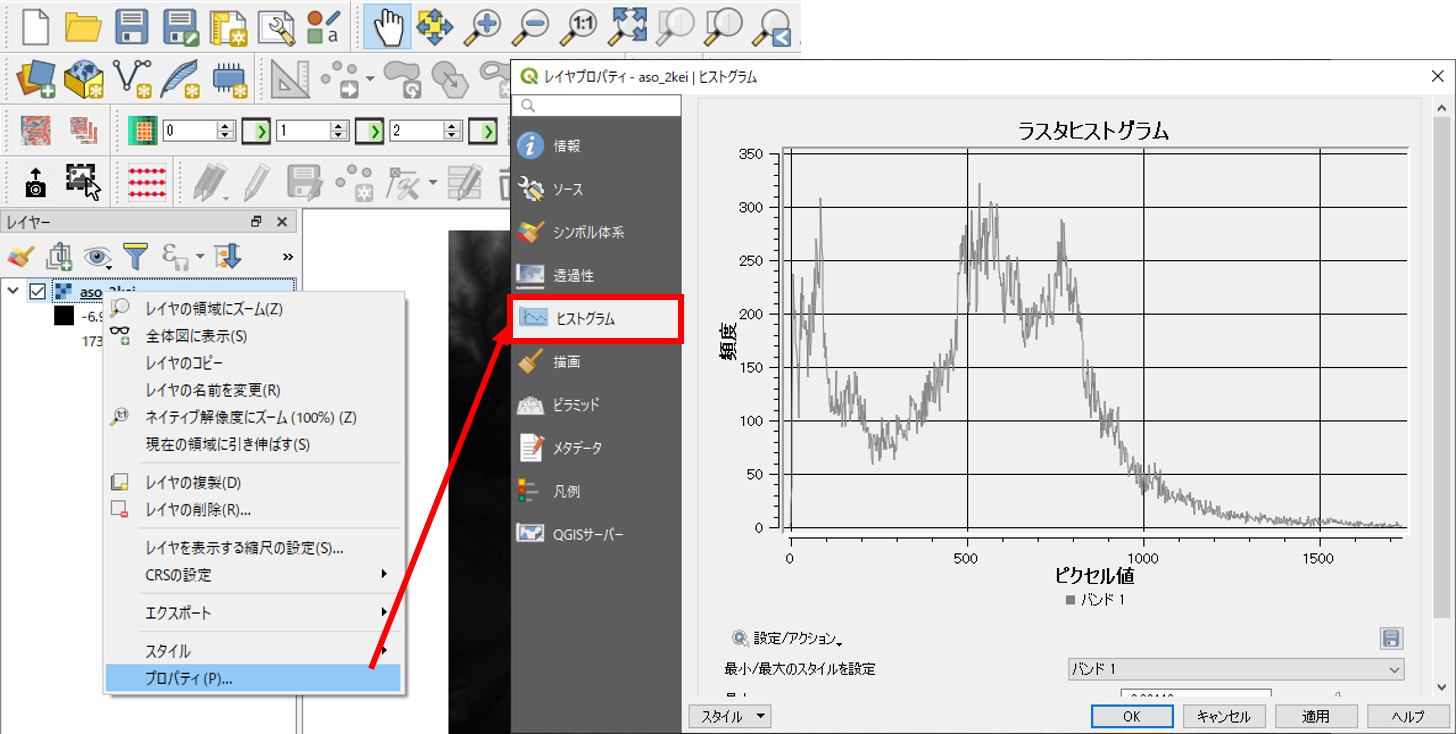 a
1:1
0
1
2
レイヤー
»
aso_2kei
-6.9
173
レイヤの領域にズーム(Z)
全体図に表示(S)
レイヤのコピー
レイヤの名前を変更(R)
ネイティブ解像度にズーム (100%) (Z)
現在の領域に引き伸ばす(S)
レイヤの複製(D)
レイヤの削除(R)...
レイヤを表示する縮尺の設定(S)...
CRSの設定
エクスポート
スタイル
プロパティ(P)...
レイヤプロパティ - aso_2kei | ヒストグラム
情報
ソース
シンボル体系
透過性
ヒストグラム
描画
ピラミッド
メタデータ
凡例
QGISサーバー
ラスタヒストグラム
350
300
250
200
150
100
50
0
頻度
0
500
1000
1500
ピクセル値
バンド 1
設定/アクション
最小/最大のスタイルを設定
バンド 1
スタイル
OK
キャンセル
適用
ヘルプ